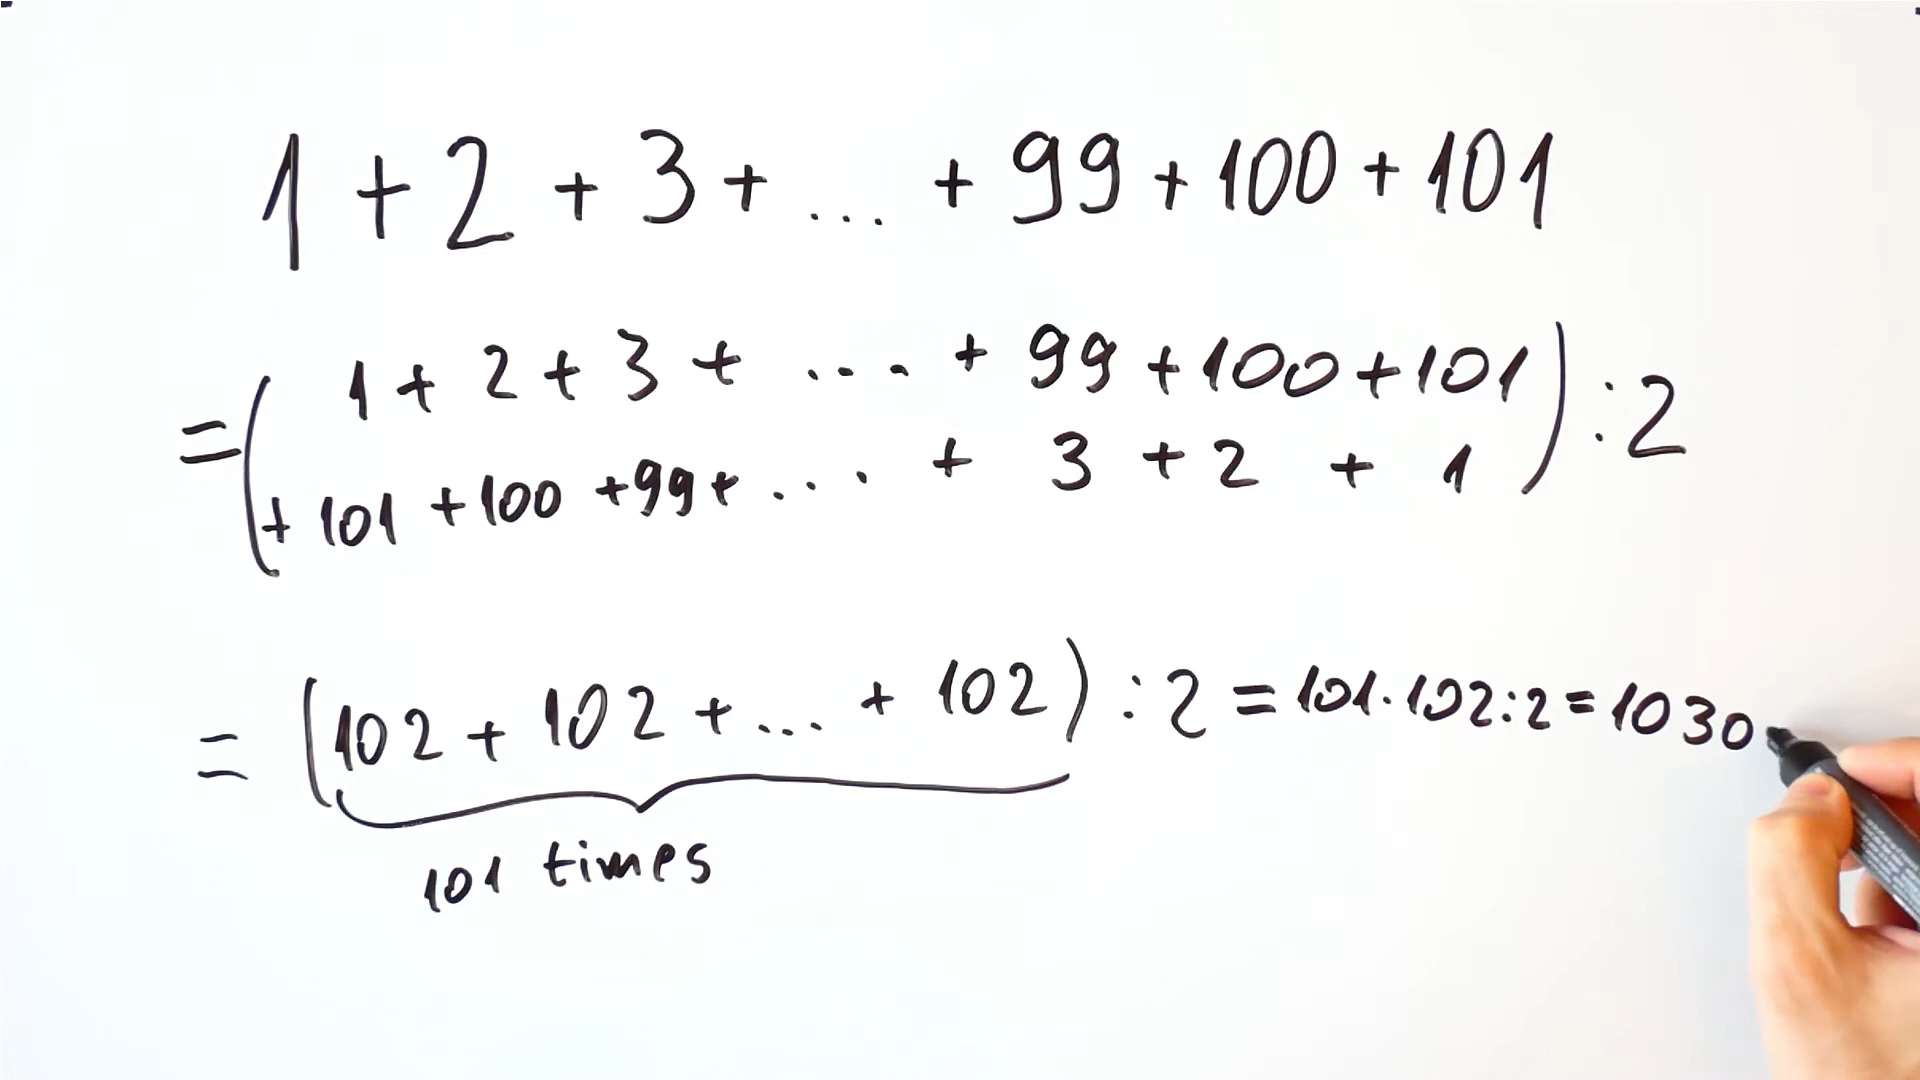 1 + 2 + 3 + ... + 99 + 100 + 101
= ( 1 + 2 + 3 + .... + 99 + 100 + 101
+ 101 + 100 + 99 + .... + 3 + 2 + 1 ) : 2
= ( 102 + 102 + ... + 102 ) : 2 = 101 · 102 : 2 = 1030
101 times